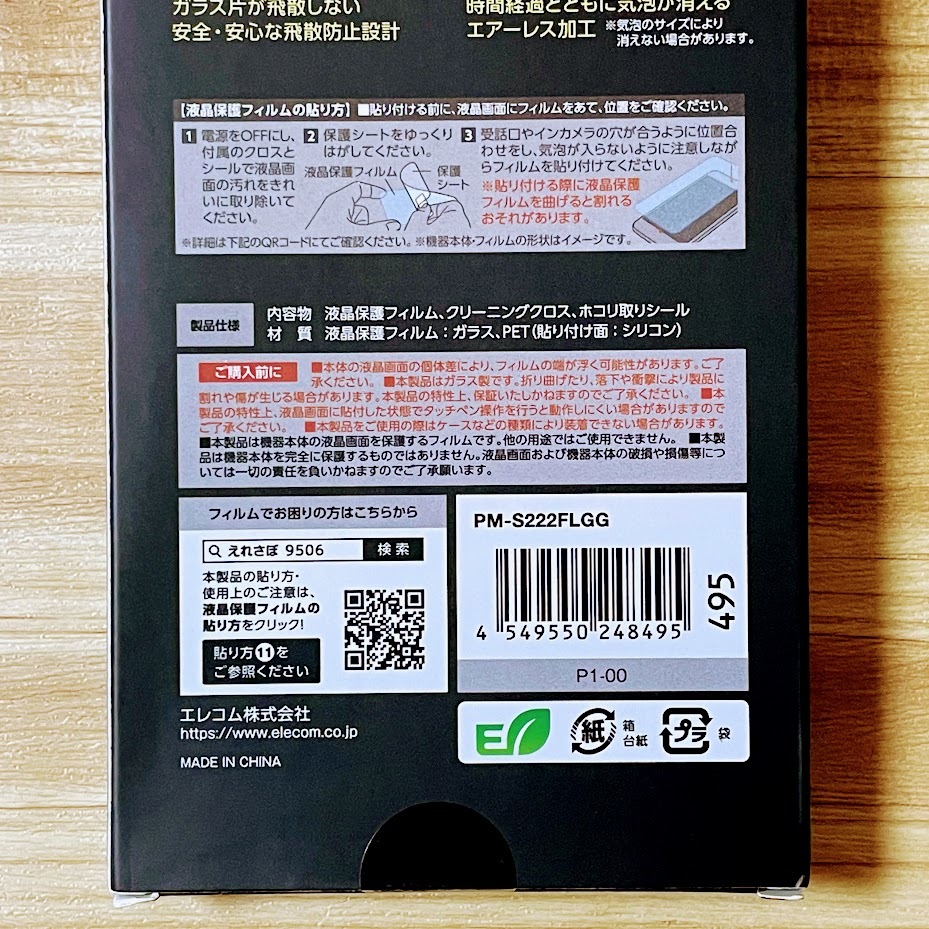 ガラス片が飛散しない
安全・安心な飛散防止設計
時間経過とともに気泡が消える
エアーレス加工 ※気泡のサイズにより
消えない場合があります。
【液晶保護フィルムの貼り方】 ■貼り付ける前に、液晶画面にフィルムをあて、位置をご確認ください。
1 電源をOFFにし、
付属のクロスと
シールで液晶画
面の汚れをきれ
いに取り除いて
ください。
2 保護シートをゆっくり
はがしてください。
液晶保護フィルム
保護
シート
3 受話口やインカメラの穴が合うように位置合
わせをし、気泡が入らないように注意しなが
らフィルムを貼り付けてください。
※貼り付ける際に液晶保護
フィルムを曲げると割れる
おそれがあります。
※詳細は下記のQRコードにてご確認ください。※機器本体・フィルムの形状はイメージです。
製品仕様
内容物 液晶保護フィルム、クリーニングクロス、ホコリ取りシール
材 質 液晶保護フィルム：ガラス、PET（貼り付け面：シリコン）
ご購入前に ■本体の液晶画面の個体差により、フィルムの端が浮く可能性があります。ご了
承ください。 ■本製品はガラス製です。折り曲げたり、落下や衝撃により製品に
割れや傷が生じる場合があります。本製品の特性上、保証いたしかねますのでご了承ください。 ■本
製品の特性上、液晶画面に貼付した状態でタッチペン操作を行うと動作しにくい場合がありますので
ご了承ください。 ■本製品をご使用の際はケースなどの種類により装着できない場合があります。
■本製品は機器本体の液晶画面を保護するフィルムです。他の用途ではご使用できません。 ■本製
品は機器本体を完全に保護するものではありません。液晶画面および機器本体の破損や損傷等につ
いては一切の責任を負いかねますのでご了承願います。
フィルムでお困りの方はこちらから
えれさぽ 9506 検索
本製品の貼り方・
使用上のご注意は、
液晶保護フィルムの
貼り方をクリック!
貼り方⑪を
ご参照ください
PM-S222FLGG
4 549550 248495
495
P1-00
エレコム株式会社
https://www.elecom.co.jp
MADE IN CHINA
E
紙 箱
台紙
プラ 袋